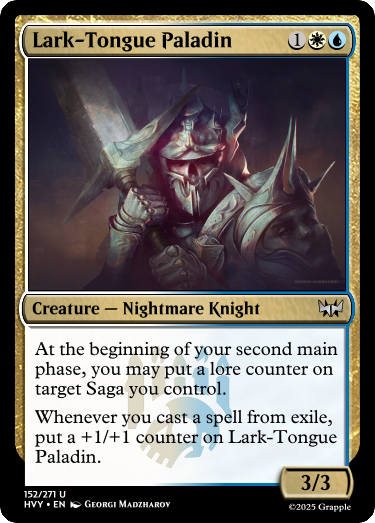 Lark-Tongue Paladin 1
Creature — Nightmare Knight
At the beginning of your second main
phase, you may put a lore counter on
target Saga you control.
Whenever you cast a spell from exile,
put a +1/+1 counter on Lark-Tongue
Paladin.
3/3
152/271 U
HVY • EN Georgi Madzharov
©2025 Grapple